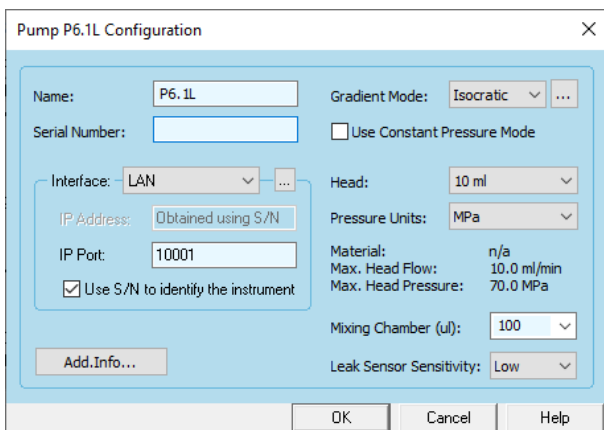 Pump P6.1L Configuration
Name: P6.1L
Serial Number:
Interface: LAN ...
IP Address: Obtained using S/N
IP Port: 10001
Use S/N to identify the instrument
Add.Info...
Gradient Mode: Isocratic ...
Use Constant Pressure Mode
Head: 10 ml
Pressure Units: MPa
Material: n/a
Max. Head Flow: 10.0 ml/min
Max. Head Pressure: 70.0 MPa
Mixing Chamber (ul): 100
Leak Sensor Sensitivity: Low
OK Cancel Help